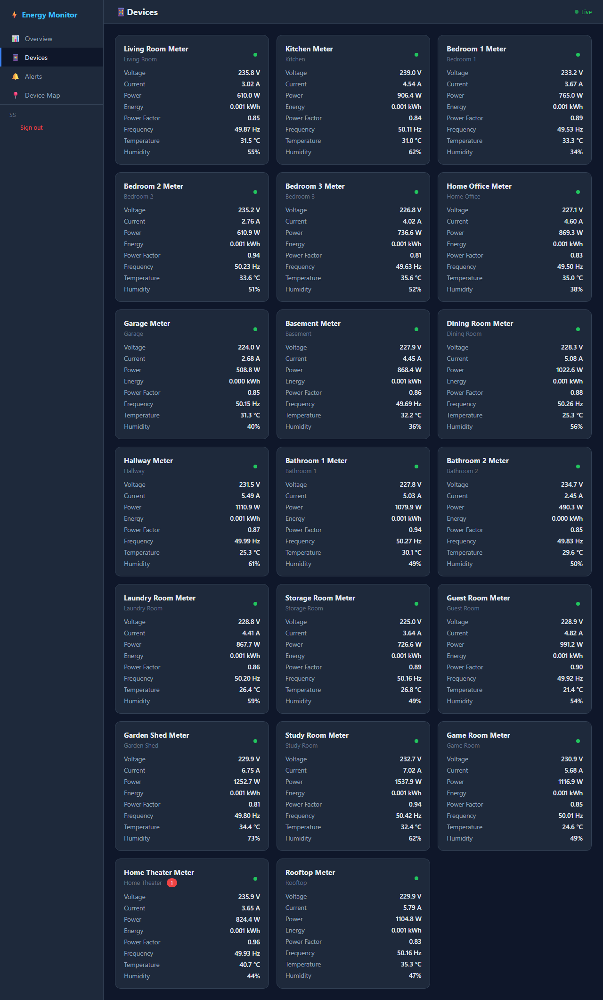 Energy Monitor
Overview
Devices
Alerts
Device Map
SS
Sign out
Devices
Live
Living Room Meter
Living Room
Voltage 235.8 V
Current 3.02 A
Power 610.0 W
Energy 0.001 kWh
Power Factor 0.85
Frequency 49.87 Hz
Temperature 31.5 °C
Humidity 55%
Kitchen Meter
Kitchen
Voltage 239.0 V
Current 4.54 A
Power 906.4 W
Energy 0.001 kWh
Power Factor 0.84
Frequency 50.11 Hz
Temperature 31.0 °C
Humidity 62%
Bedroom 1 Meter
Bedroom 1
Voltage 233.2 V
Current 3.67 A
Power 765.0 W
Energy 0.001 kWh
Power Factor 0.89
Frequency 49.53 Hz
Temperature 33.3 °C
Humidity 34%
Bedroom 2 Meter
Bedroom 2
Voltage 235.2 V
Current 2.76 A
Power 610.9 W
Energy 0.001 kWh
Power Factor 0.94
Frequency 50.23 Hz
Temperature 33.6 °C
Humidity 51%
Bedroom 3 Meter
Bedroom 3
Voltage 226.8 V
Current 4.02 A
Power 736.6 W
Energy 0.001 kWh
Power Factor 0.81
Frequency 49.63 Hz
Temperature 35.6 °C
Humidity 52%
Home Office Meter
Home Office
Voltage 227.1 V
Current 4.60 A
Power 869.3 W
Energy 0.001 kWh
Power Factor 0.83
Frequency 49.50 Hz
Temperature 35.0 °C
Humidity 38%
Garage Meter
Garage
Voltage 224.0 V
Current 2.68 A
Power 508.8 W
Energy 0.000 kWh
Power Factor 0.85
Frequency 50.15 Hz
Temperature 31.3 °C
Humidity 40%
Basement Meter
Basement
Voltage 227.9 V
Current 4.45 A
Power 868.4 W
Energy 0.001 kWh
Power Factor 0.86
Frequency 49.69 Hz
Temperature 32.2 °C
Humidity 36%
Dining Room Meter
Dining Room
Voltage 228.3 V
Current 5.08 A
Power 1022.6 W
Energy 0.001 kWh
Power Factor 0.88
Frequency 50.26 Hz
Temperature 25.3 °C
Humidity 56%
Hallway Meter
Hallway
Voltage 231.5 V
Current 5.49 A
Power 1110.9 W
Energy 0.001 kWh
Power Factor 0.87
Frequency 49.99 Hz
Temperature 25.3 °C
Humidity 61%
Bathroom 1 Meter
Bathroom 1
Voltage 227.8 V
Current 5.03 A
Power 1079.9 W
Energy 0.001 kWh
Power Factor 0.94
Frequency 50.27 Hz
Temperature 30.1 °C
Humidity 49%
Bathroom 2 Meter
Bathroom 2
Voltage 234.7 V
Current 2.45 A
Power 490.3 W
Energy 0.000 kWh
Power Factor 0.85
Frequency 49.83 Hz
Temperature 29.6 °C
Humidity 50%
Laundry Room Meter
Laundry Room
Voltage 228.8 V
Current 4.41 A
Power 867.7 W
Energy 0.001 kWh
Power Factor 0.86
Frequency 50.20 Hz
Temperature 26.4 °C
Humidity 59%
Storage Room Meter
Storage Room
Voltage 225.0 V
Current 3.64 A
Power 726.6 W
Energy 0.001 kWh
Power Factor 0.89
Frequency 50.16 Hz
Temperature 26.8 °C
Humidity 49%
Guest Room Meter
Guest Room
Voltage 228.9 V
Current 4.82 A
Power 991.2 W
Energy 0.001 kWh
Power Factor 0.90
Frequency 49.92 Hz
Temperature 21.4 °C
Humidity 54%
Garden Shed Meter
Garden Shed
Voltage 229.9 V
Current 6.75 A
Power 1252.7 W
Energy 0.001 kWh
Power Factor 0.81
Frequency 49.80 Hz
Temperature 34.4 °C
Humidity 73%
Study Room Meter
Study Room
Voltage 232.7 V
Current 7.02 A
Power 1537.9 W
Energy 0.001 kWh
Power Factor 0.94
Frequency 50.42 Hz
Temperature 32.4 °C
Humidity 62%
Game Room Meter
Game Room
Voltage 230.9 V
Current 5.68 A
Power 1116.9 W
Energy 0.001 kWh
Power Factor 0.85
Frequency 50.01 Hz
Temperature 24.6 °C
Humidity 49%
Home Theater Meter
Home Theater 1
Voltage 235.9 V
Current 3.65 A
Power 824.4 W
Energy 0.001 kWh
Power Factor 0.96
Frequency 49.93 Hz
Temperature 40.7 °C
Humidity 44%
Rooftop Meter
Rooftop
Voltage 229.9 V
Current 5.79 A
Power 1104.8 W
Energy 0.001 kWh
Power Factor 0.83
Frequency 50.16 Hz
Temperature 35.3 °C
Humidity 47%